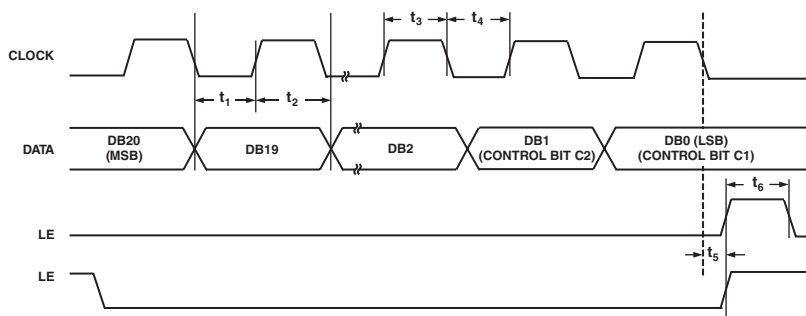 t3 t4
CLOCK
t1 t2
DATA
DB20
(MSB)
DB19
DB2
DB1
(CONTROL BIT C2)
DB0 (LSB)
(CONTROL BIT C1)
t6
LE
t5
LE